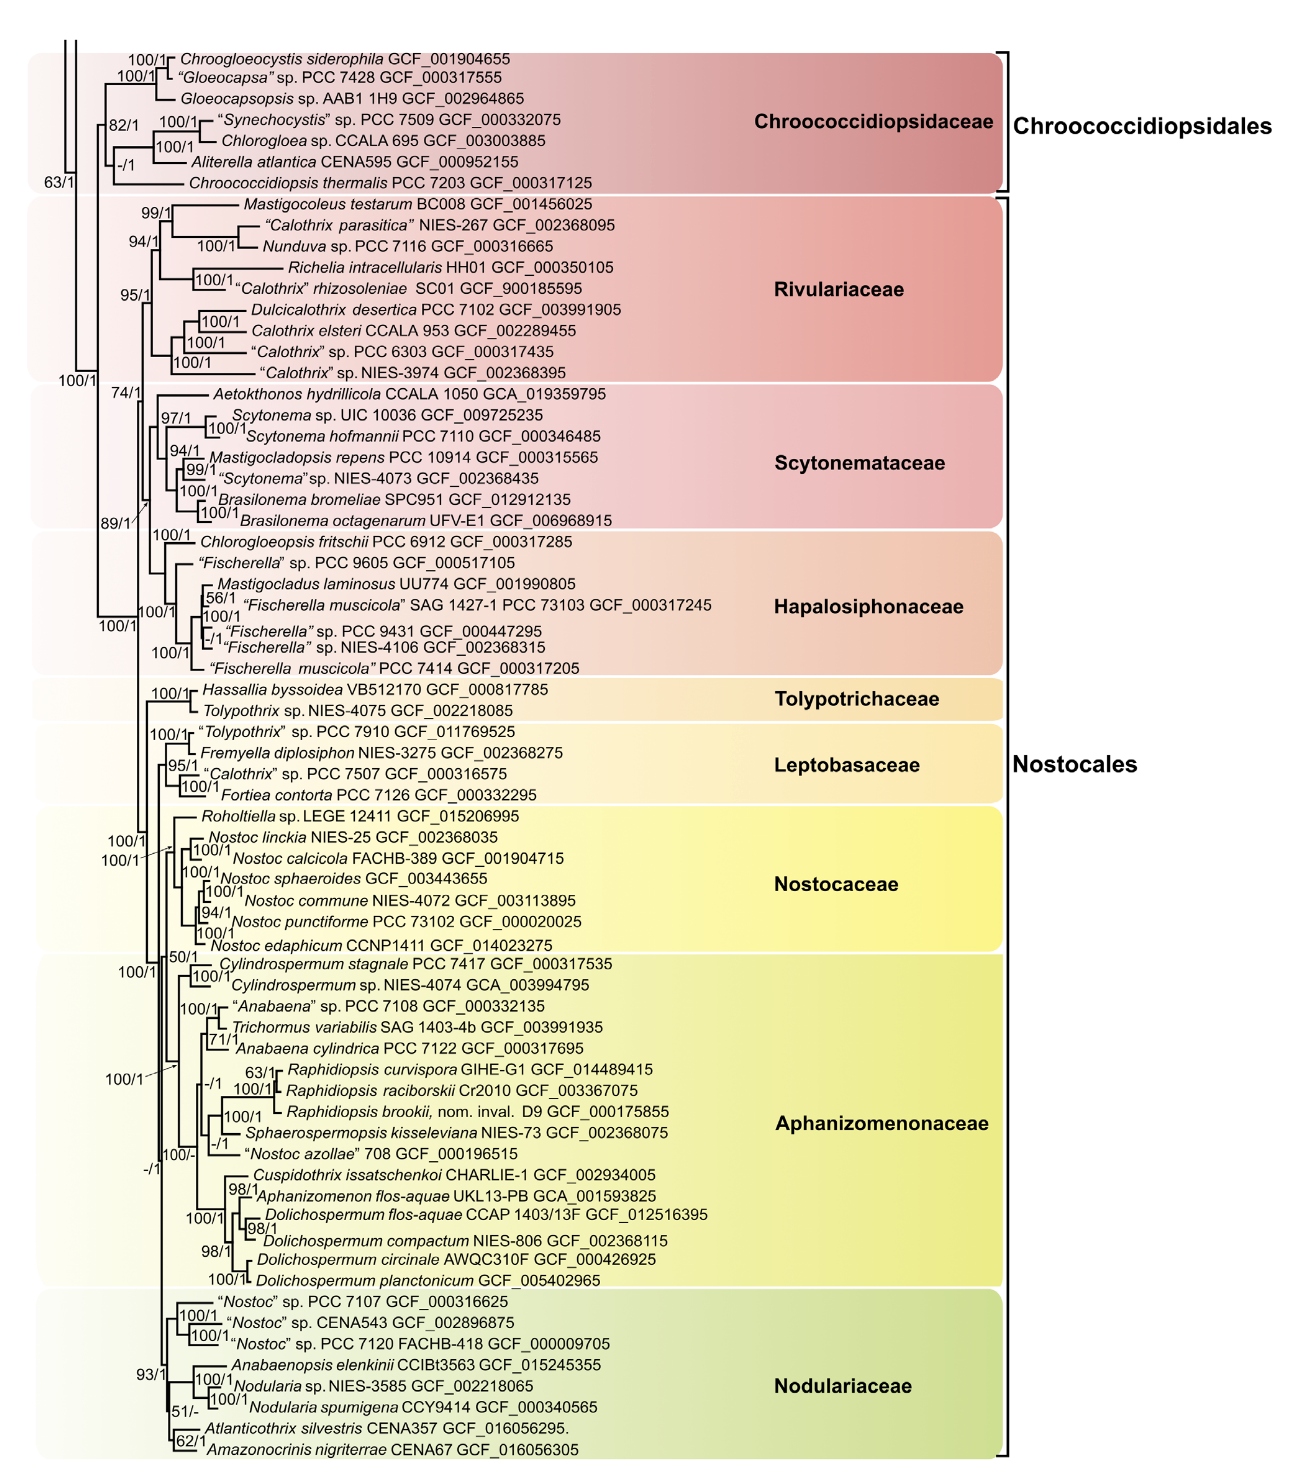 100/1 Chroogloeocystis siderophila GCF_001904655
100/1 “Gloeocapsa” sp. PCC 7428 GCF_000317555
Gloeocapsopsis sp. AAB1 1H9 GCF_002964865
82/1 100/1 “Synechocystis” sp. PCC 7509 GCF_000332075
Chroococcidiopsidaceae
Chroococcidiopsidales
100/1 Chlorogloea sp. CCALA 695 GCF_003003885
-/1 Aliterella atlantica CENA595 GCF_000952155
63/1 Chroococcidiopsis thermalis PCC 7203 GCF_000317125
99/1 Mastigocoleus testarum BC008 GCF_001456025
“Calothrix parasitica” NIES-267 GCF_002368095
94/1 100/1 Nunduva sp. PCC 7116 GCF_000316665
Richelia intracellularis HH01 GCF_000350105
95/1 100/1 “Calothrix” rhizosoleniae SC01 GCF_900185595
Rivulariaceae
Dulcicalothrix desertica PCC 7102 GCF_003991905
100/1 Calothrix elsteri CCALA 953 GCF_002289455
100/1 “Calothrix” sp. PCC 6303 GCF_000317435
100/1 100/1 “Calothrix” sp. NIES-3974 GCF_002368395
74/1 Aetokthonos hydrillicola CCALA 1050 GCA_019359795
97/1 Scytonema sp. UIC 10036 GCF_009725235
100/1 Scytonema hofmannii PCC 7110 GCF_000346485
94/1 Mastigocladopsis repens PCC 10914 GCF_000315565
Scytonemataceae
99/1 “Scytonema”sp. NIES-4073 GCF_002368435
100/1 Brasilonema bromeliae SPC951 GCF_012912135
89/1 100/1 Brasilonema octagenarum UFV-E1 GCF_006968915
100/1 Chlorogloeopsis fritschii PCC 6912 GCF_000317285
“Fischerella” sp. PCC 9605 GCF_000517105
Mastigocladus laminosus UU774 GCF_001990805
56/1 “Fischerella muscicola” SAG 1427-1 PCC 73103 GCF_000317245
Hapalosiphonaceae
100/1 100/1 100/1
“Fischerella” sp. PCC 9431 GCF_000447295
-/1 “Fischerella” sp. NIES-4106 GCF_002368315
100/1 “Fischerella muscicola” PCC 7414 GCF_000317205
100/1 Hassallia byssoidea VB512170 GCF_000817785
Tolypotrichaceae
Tolypothrix sp. NIES-4075 GCF_002218085
100/1 “Tolypothrix” sp. PCC 7910 GCF_011769525
Fremyella diplosiphon NIES-3275 GCF_002368275
Leptobasaceae
Nostocales
95/1 “Calothrix” sp. PCC 7507 GCF_000316575
100/1 Fortiea contorta PCC 7126 GCF_000332295
Roholtiella sp. LEGE 12411 GCF_015206995
100/1 Nostoc linckia NIES-25 GCF_002368035
100/1 100/1 Nostoc calcicola FACHB-389 GCF_001904715
100/1 Nostoc sphaeroides GCF_003443655
Nostocaceae
100/1 Nostoc commune NIES-4072 GCF_003113895
94/1 Nostoc punctiforme PCC 73102 GCF_000020025
100/1 Nostoc edaphicum CCNP1411 GCF_014023275
50/1 Cylindrospermum stagnale PCC 7417 GCF_000317535
100/1 100/1 Cylindrospermum sp. NIES-4074 GCA_003994795
100/1 “Anabaena” sp. PCC 7108 GCF_000332135
Trichormus variabilis SAG 1403-4b GCF_003991935
71/1 Anabaena cylindrica PCC 7122 GCF_000317695
63/1 Raphidiopsis curvispora GIHE-G1 GCF_014489415
100/1 -/1 100/1 Raphidiopsis raciborskii Cr2010 GCF_003367075
100/1 Raphidiopsis brookii, nom. inval. D9 GCF_000175855
Aphanizomenonaceae
Sphaerospermopsis kisseleviana NIES-73 GCF_002368075
-/1 100/- -/1 “Nostoc azollae” 708 GCF_000196515
Cuspidothrix issatschenkoi CHARLIE-1 GCF_002934005
98/1 Aphanizomenon flos-aquae UKL13-PB GCA_001593825
100/1 Dolichospermum flos-aquae CCAP 1403/13F GCF_012516395
98/1 Dolichospermum compactum NIES-806 GCF_002368115
98/1 Dolichospermum circinale AWQC310F GCF_000426925
100/1 Dolichospermum planctonicum GCF_005402965
“Nostoc” sp. PCC 7107 GCF_000316625
100/1 “Nostoc” sp. CENA543 GCF_002896875
100/1 “Nostoc” sp. PCC 7120 FACHB-418 GCF_000009705
Anabaenopsis elenkinii CCIBt3563 GCF_015245355
93/1 100/1 Nodularia sp. NIES-3585 GCF_002218065
Nodulariaceae
100/1 Nodularia spumigena CCY9414 GCF_000340565
51/- Atlanticothrix silvestris CENA357 GCF_016056295.
62/1 Amazonocrinis nigriterrae CENA67 GCF_016056305